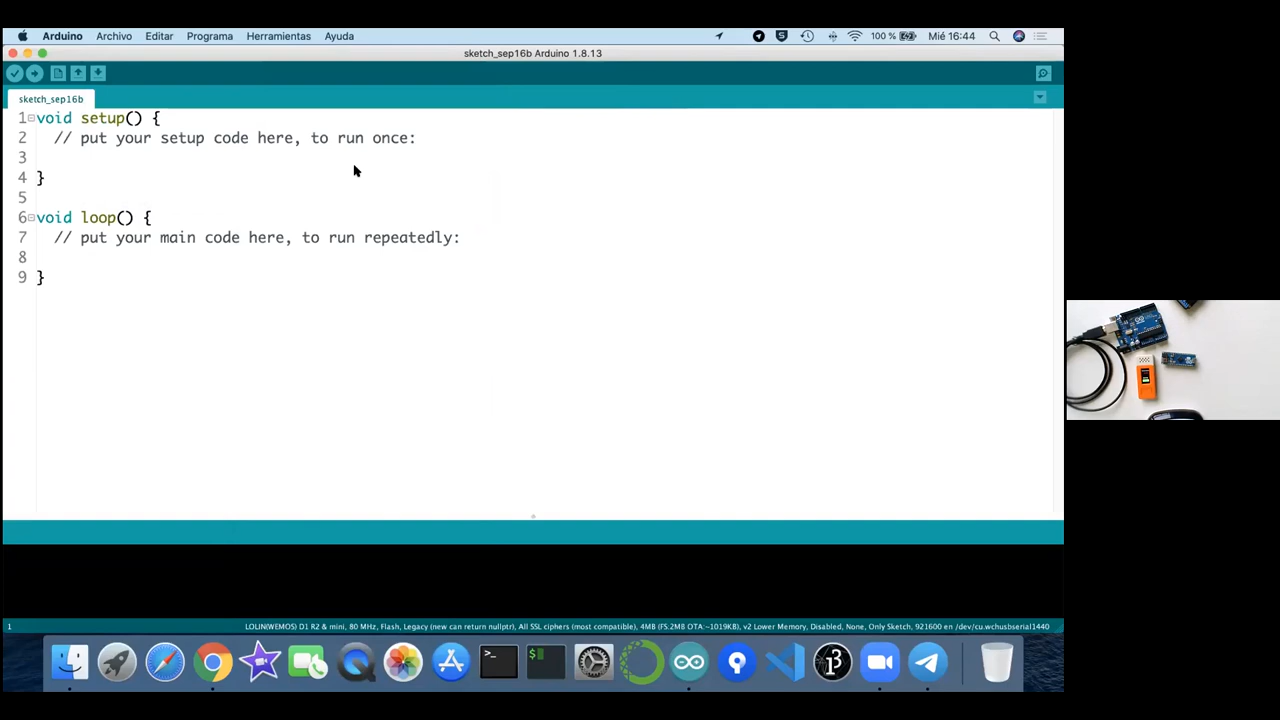 Arduino Archivo Editar Programa Herramientas Ayuda 100 % Mié 16:44
sketch_sep16b Arduino 1.8.13
sketch_sep16b
1 void setup() {
2 // put your setup code here, to run once:
3
4 }
5
6 void loop() {
7 // put your main code here, to run repeatedly:
8
9 }
1 LOLIN(WEMOS) D1 R2 & mini, 80 MHz, Flash, Legacy (new can return nullptr), All SSL ciphers (most compatible), 4MB (FS:2MB OTA:~1019KB), v2 Lower Memory, Disabled, None, Only Sketch, 921600 en /dev/cu.wchusbserial1440
>_
$